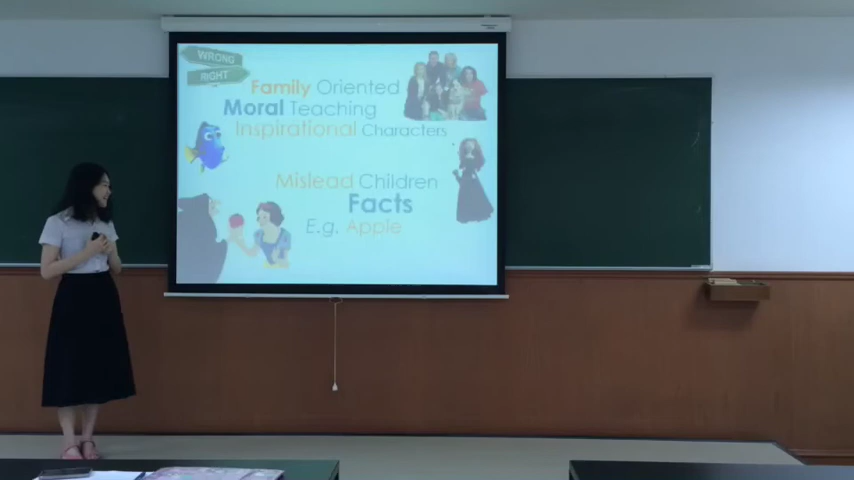 WRONG
RIGHT
Family Oriented
Moral Teaching
Inspirational Characters
Mislead Children
Facts
E.g. Apple